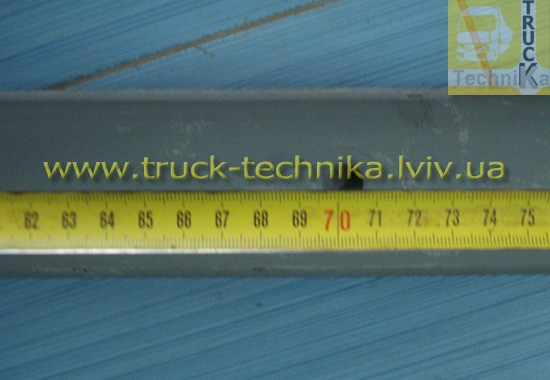 TRUCK
TechniKa
www.truck-technika.lviv.ua
62 63 64 65 66 67 68 69 70 71 72 73 74 75